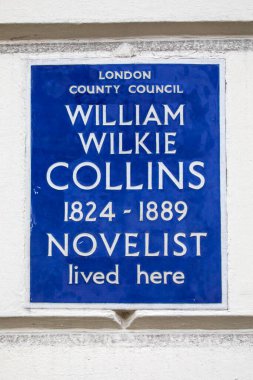 LONDON
COUNTY COUNCIL
WILLIAM
WILKIE
COLLINS
1824 - 1889
NOVELIST
lived here